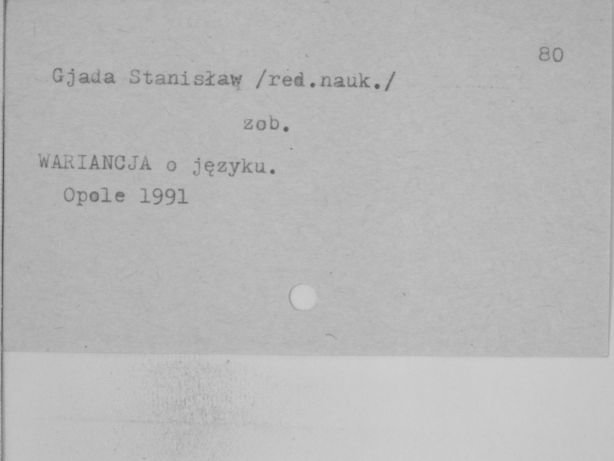 80
Gjada Stanisław /red.nauk./
zob.
WARIANCJA o języku.
Opole 1991